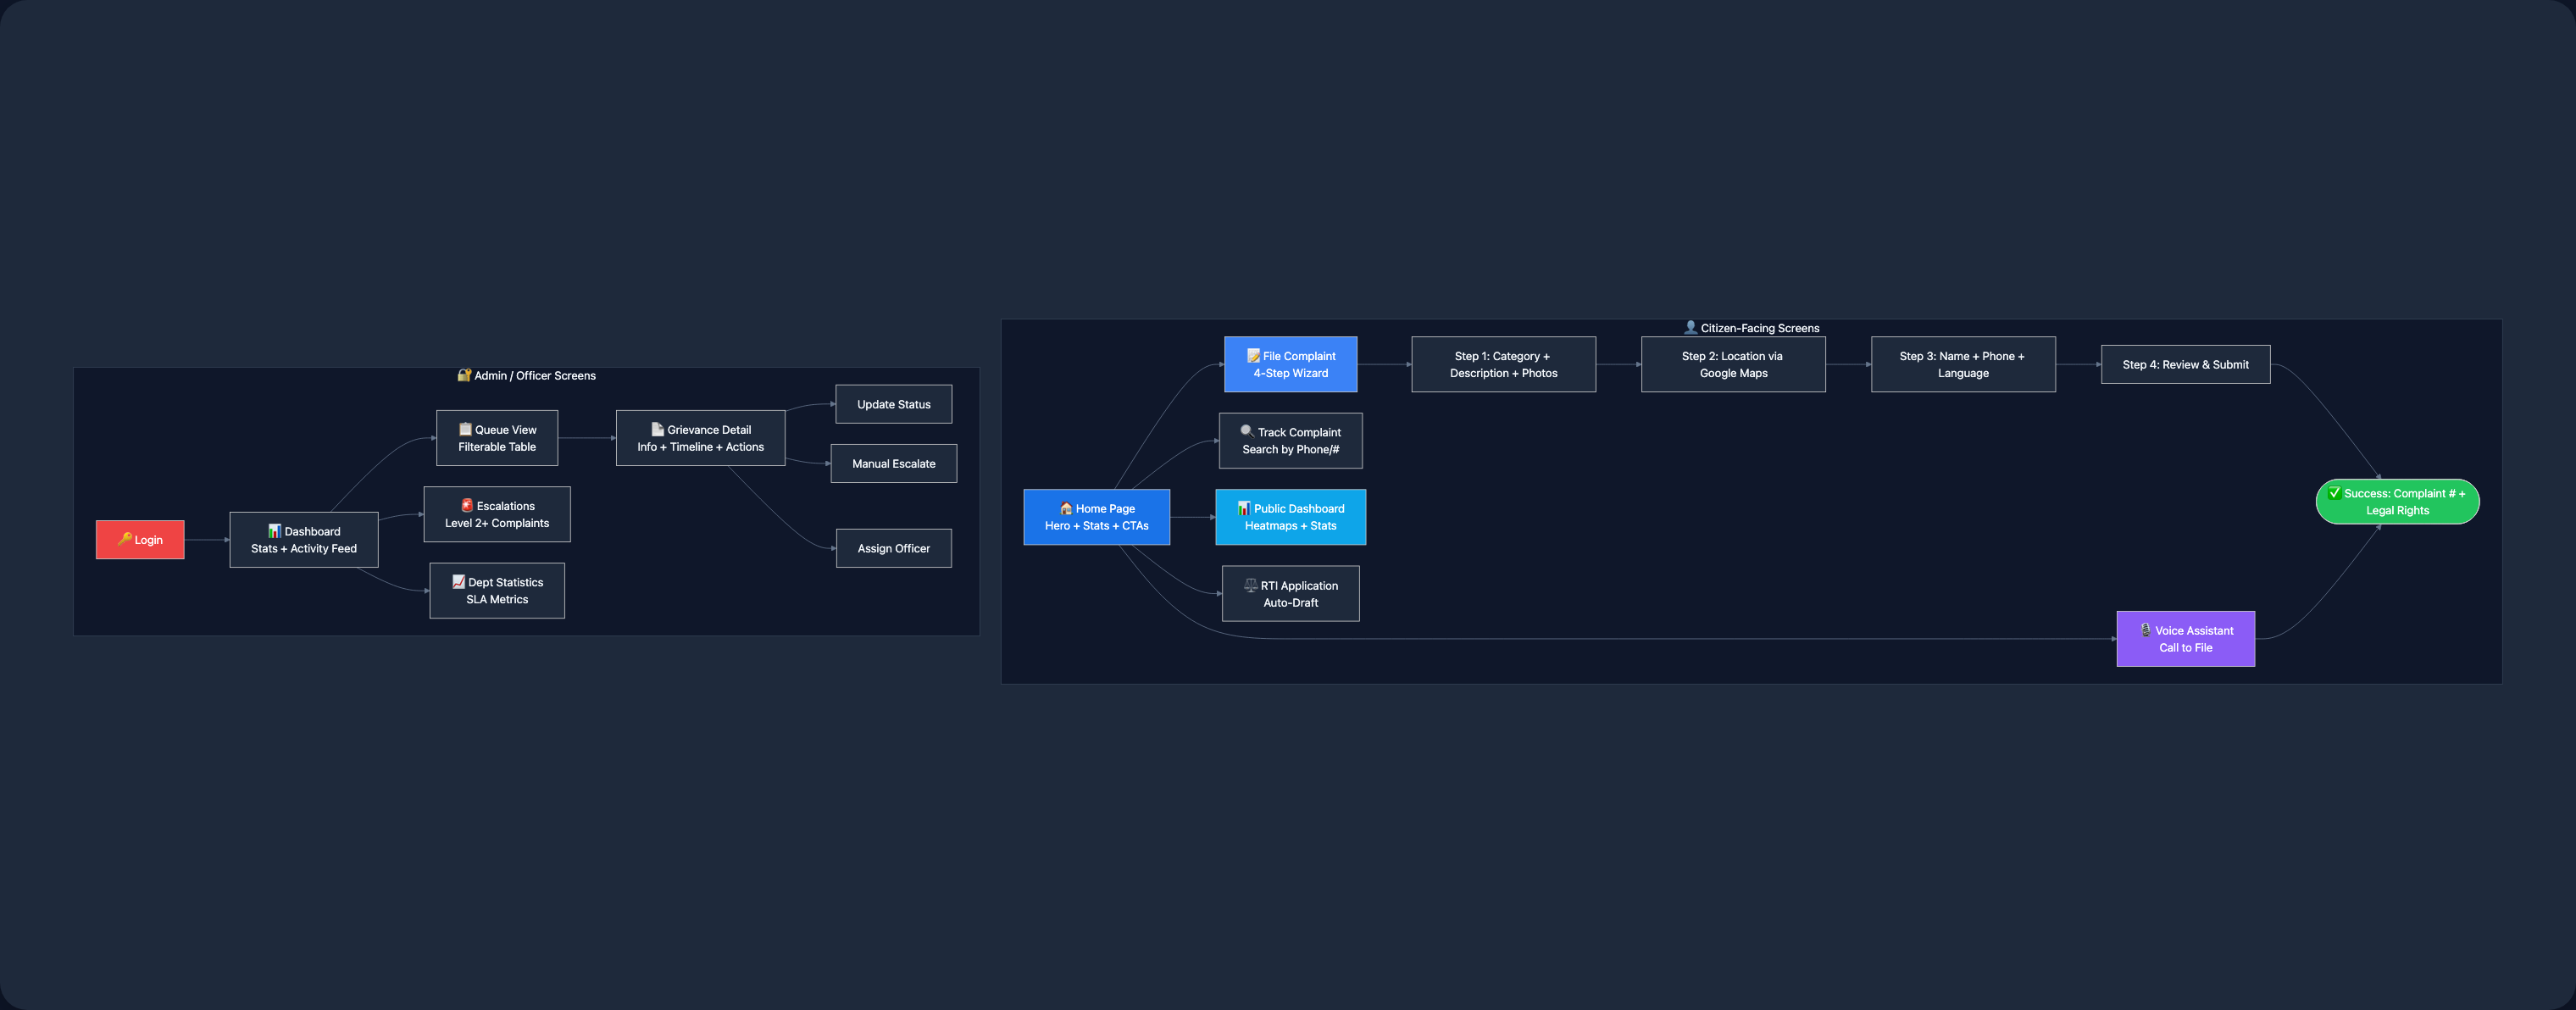 🔐 Admin / Officer Screens
🔑 Login
📊 Dashboard
Stats + Activity Feed
📋 Queue View
Filterable Table
🚨 Escalations
Level 2+ Complaints
📈 Dept Statistics
SLA Metrics
📄 Grievance Detail
Info + Timeline + Actions
Update Status
Manual Escalate
Assign Officer
👤 Citizen-Facing Screens
🏠 Home Page
Hero + Stats + CTAs
📝 File Complaint
4-Step Wizard
🔍 Track Complaint
Search by Phone/#
📊 Public Dashboard
Heatmaps + Stats
⚖️ RTI Application
Auto-Draft
Step 1: Category +
Description + Photos
Step 2: Location via
Google Maps
Step 3: Name + Phone +
Language
Step 4: Review & Submit
🎙️ Voice Assistant
Call to File
✅ Success: Complaint # +
Legal Rights